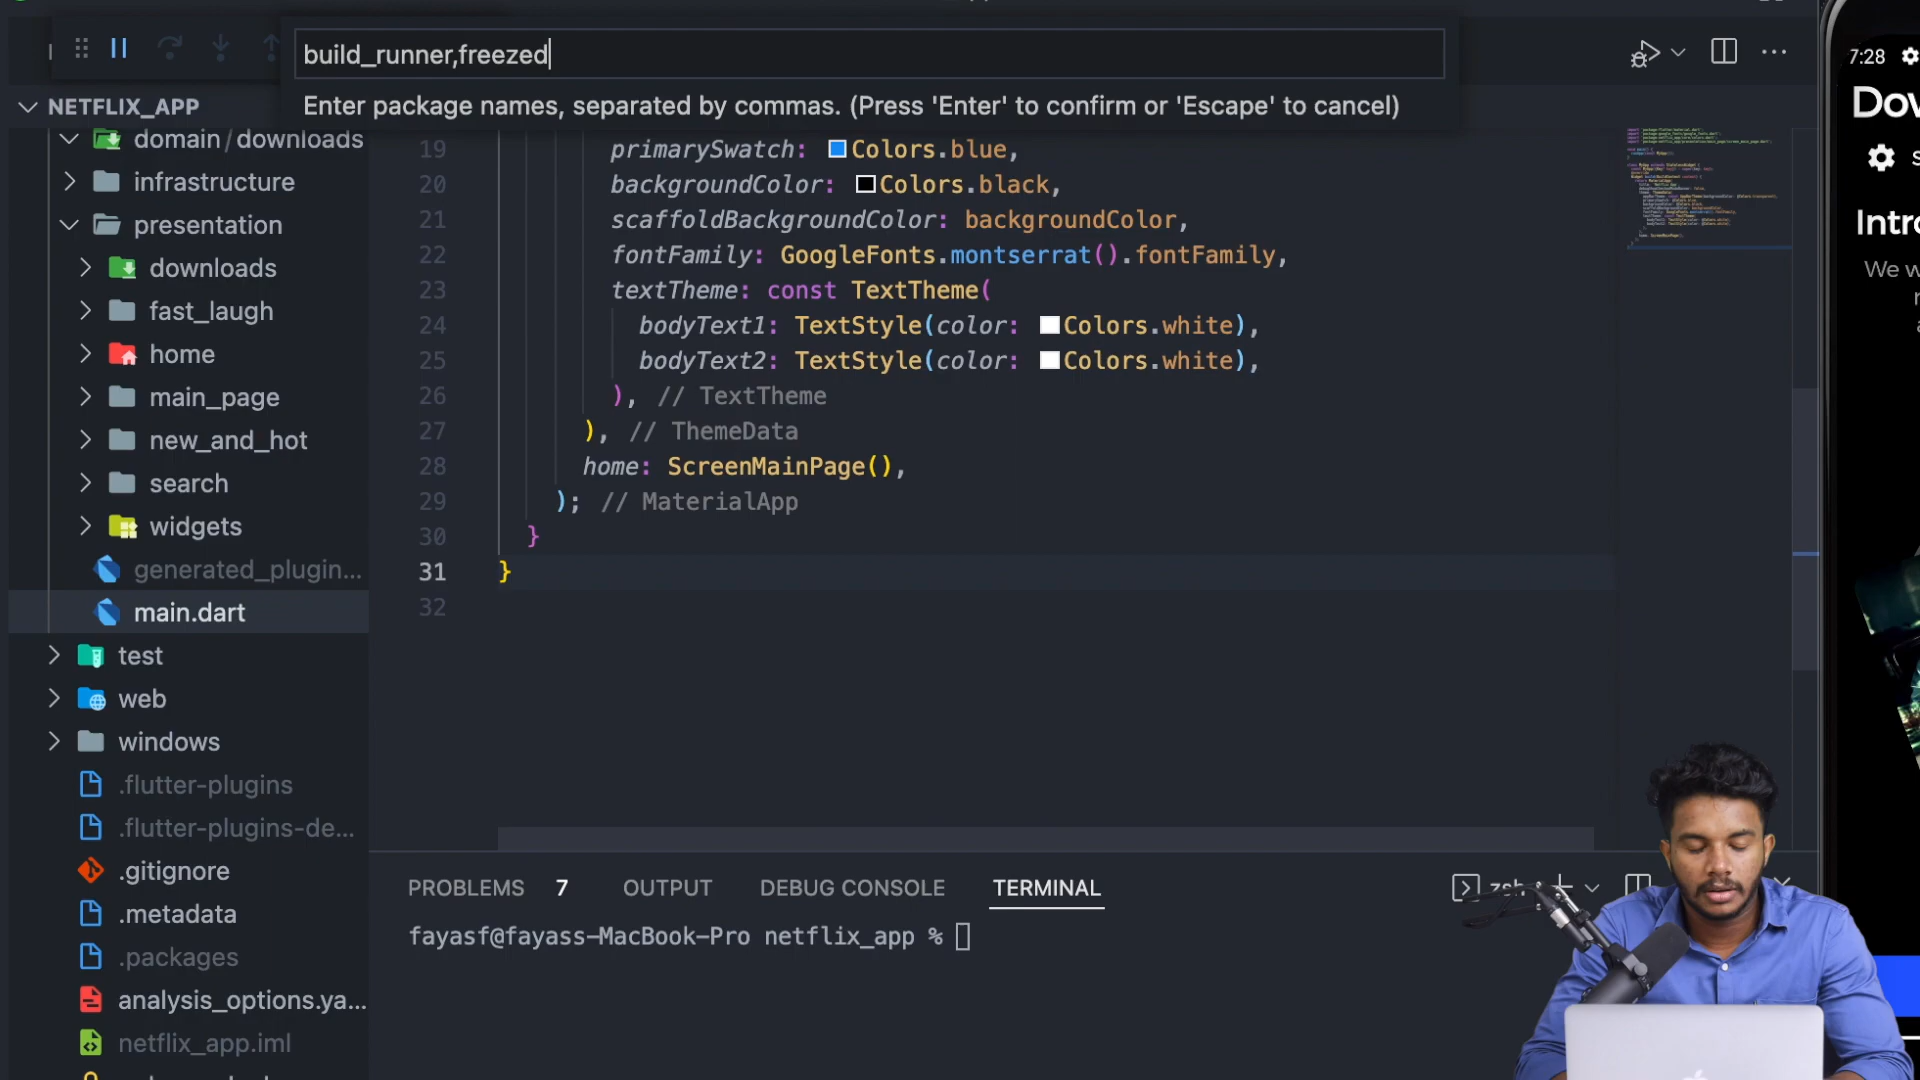 build_runner,freezed
Enter package names, separated by commas. (Press 'Enter' to confirm or 'Escape' to cancel)
NETFLIX_APP
domain / downloads
infrastructure
presentation
downloads
fast_laugh
home
main_page
new_and_hot
search
widgets
generated_plugin...
main.dart
test
web
windows
.flutter-plugins
.flutter-plugins-de...
.gitignore
.metadata
.packages
analysis_options.ya...
netflix_app.iml
19 primarySwatch: Colors.blue,
20 backgroundColor: Colors.black,
21 scaffoldBackgroundColor: backgroundColor,
22 fontFamily: GoogleFonts.montserrat().fontFamily,
23 textTheme: const TextTheme(
24 bodyText1: TextStyle(color: Colors.white),
25 bodyText2: TextStyle(color: Colors.white),
26 ), // TextTheme
27 ), // ThemeData
28 home: ScreenMainPage(),
29 ); // MaterialApp
30 }
31 }
32
PROBLEMS 7 OUTPUT DEBUG CONSOLE TERMINAL
zsh
fayasf@fayass-MacBook-Pro netflix_app %
7:28
Dow
S
Intro
We w